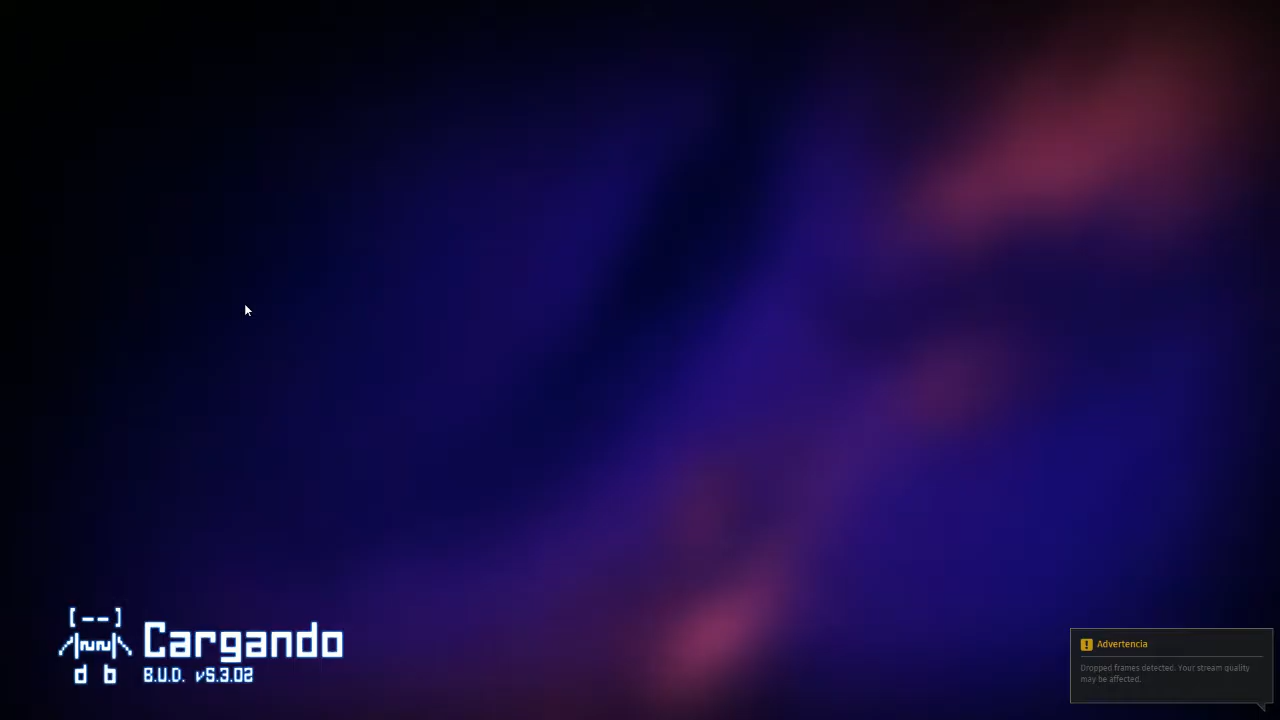 [--]
/|~~|\
d b
Cargando
B.U.D. v5.3.02
Advertencia
Dropped frames detected. Your stream quality
may be affected.